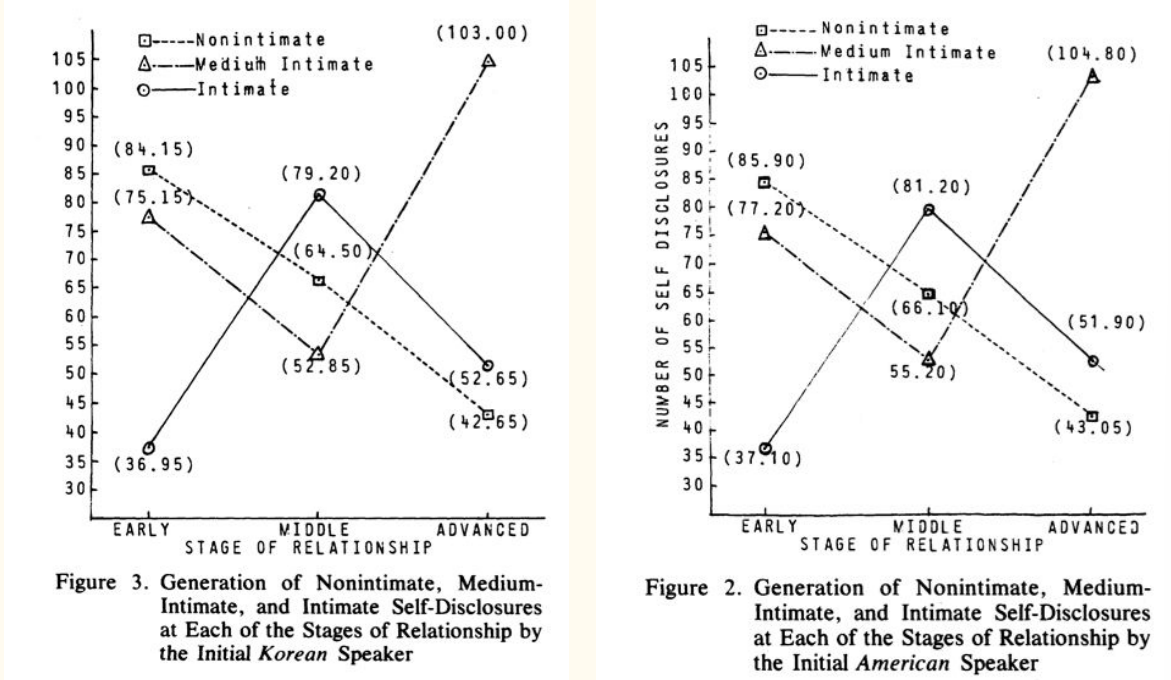 Nonintimate
Medium Intimate
Intimate
(103.00)
105
100
95
90
85
80
75
70
65
60
55
50
45
40
35
30
(84.15)
(75.15)
(79.20)
(64.50)
(52.85)
(52.65)
(42.65)
(36.95)
EARLY MIDDLE ADVANCED
STAGE OF RELATIONSHIP
Figure 3. Generation of Nonintimate, Medium-
Intimate, and Intimate Self-Disclosures
at Each of the Stages of Relationship by
the Initial Korean Speaker
Nonintimate
Medium Intimate
Intimate
(104.80)
NUMBER OF SELF DISCLOSURES
105
100
95
90
85
80
75
70
65
60
55
50
45
40
35
30
(85.90)
(77.20)
(81.20)
(66.10)
55.20)
(51.90)
(43.05)
(37.10)
EARLY MIDDLE ADVANCED
STAGE OF RELATIONSHIP
Figure 2. Generation of Nonintimate, Medium-
Intimate, and Intimate Self-Disclosures
at Each of the Stages of Relationship by
the Initial American Speaker